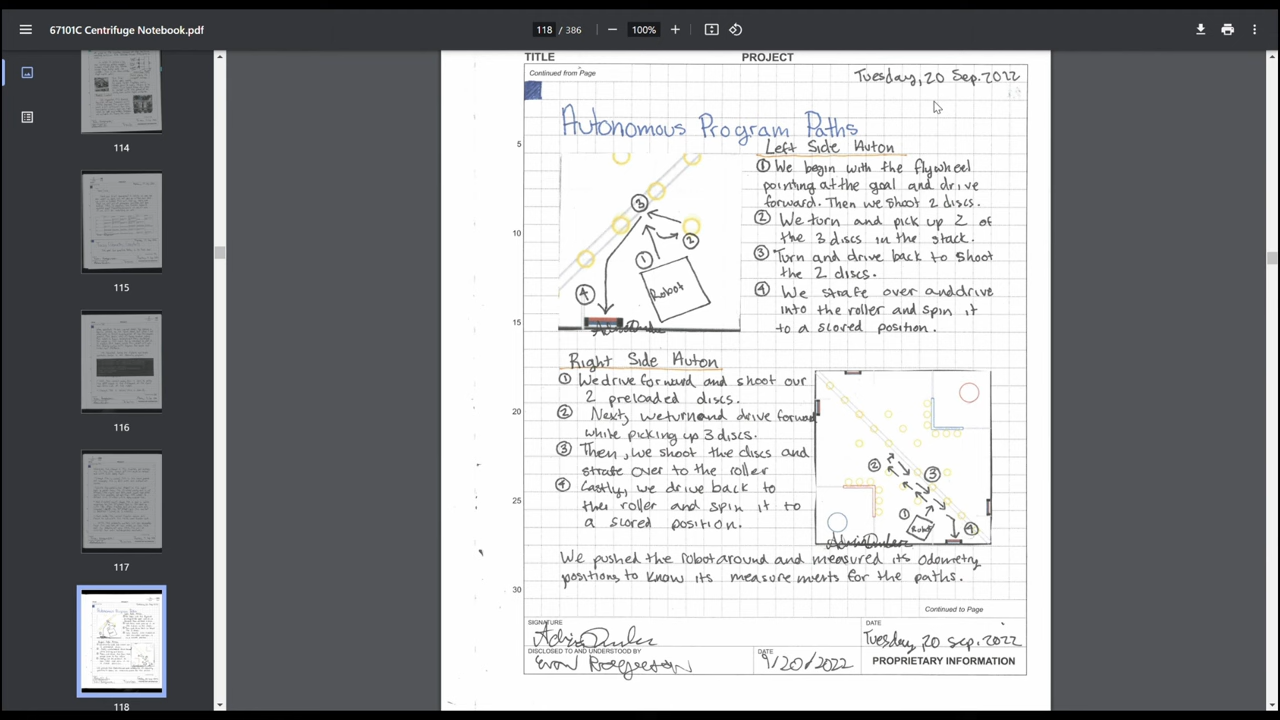 67101C Centrifuge Notebook.pdf
118 / 386
100%
114
115
116
117
118
TITLE
PROJECT
Continued from Page
Tuesday, 20 Sep. 2022
Autonomous Program Paths
5
10
15
20
25
30
Left Side Auton
① We begin with the flywheel
pointing at the goal and drive
forward. Then we shoot 2 discs.
② We turn and pick up 2 of
the 3 discs in the stack.
③ Turn and drive back to shoot
the 2 discs.
④ We strafe over and drive
into the roller and spin it
to a scored position.
③
②
①
④
Robot
Right Side Auton
① We drive forward and shoot our
2 preloaded discs.
② Next, we turn and drive forward
while picking up 3 discs.
③ Then, we shoot the discs and
strafe over to the roller
④ Lastly, we drive back to
the roller and spin it to
a scored position.
②
③
①
Robot
④
We pushed the robot around and measured its odometry
positions to know its measurements for the paths.
Continued to Page
SIGNATURE
DATE
Tuesday 20 Sep. 2022
DISCLOSED TO AND UNDERSTOOD BY
DATE
9/20/2022
PROPRIETARY INFORMATION